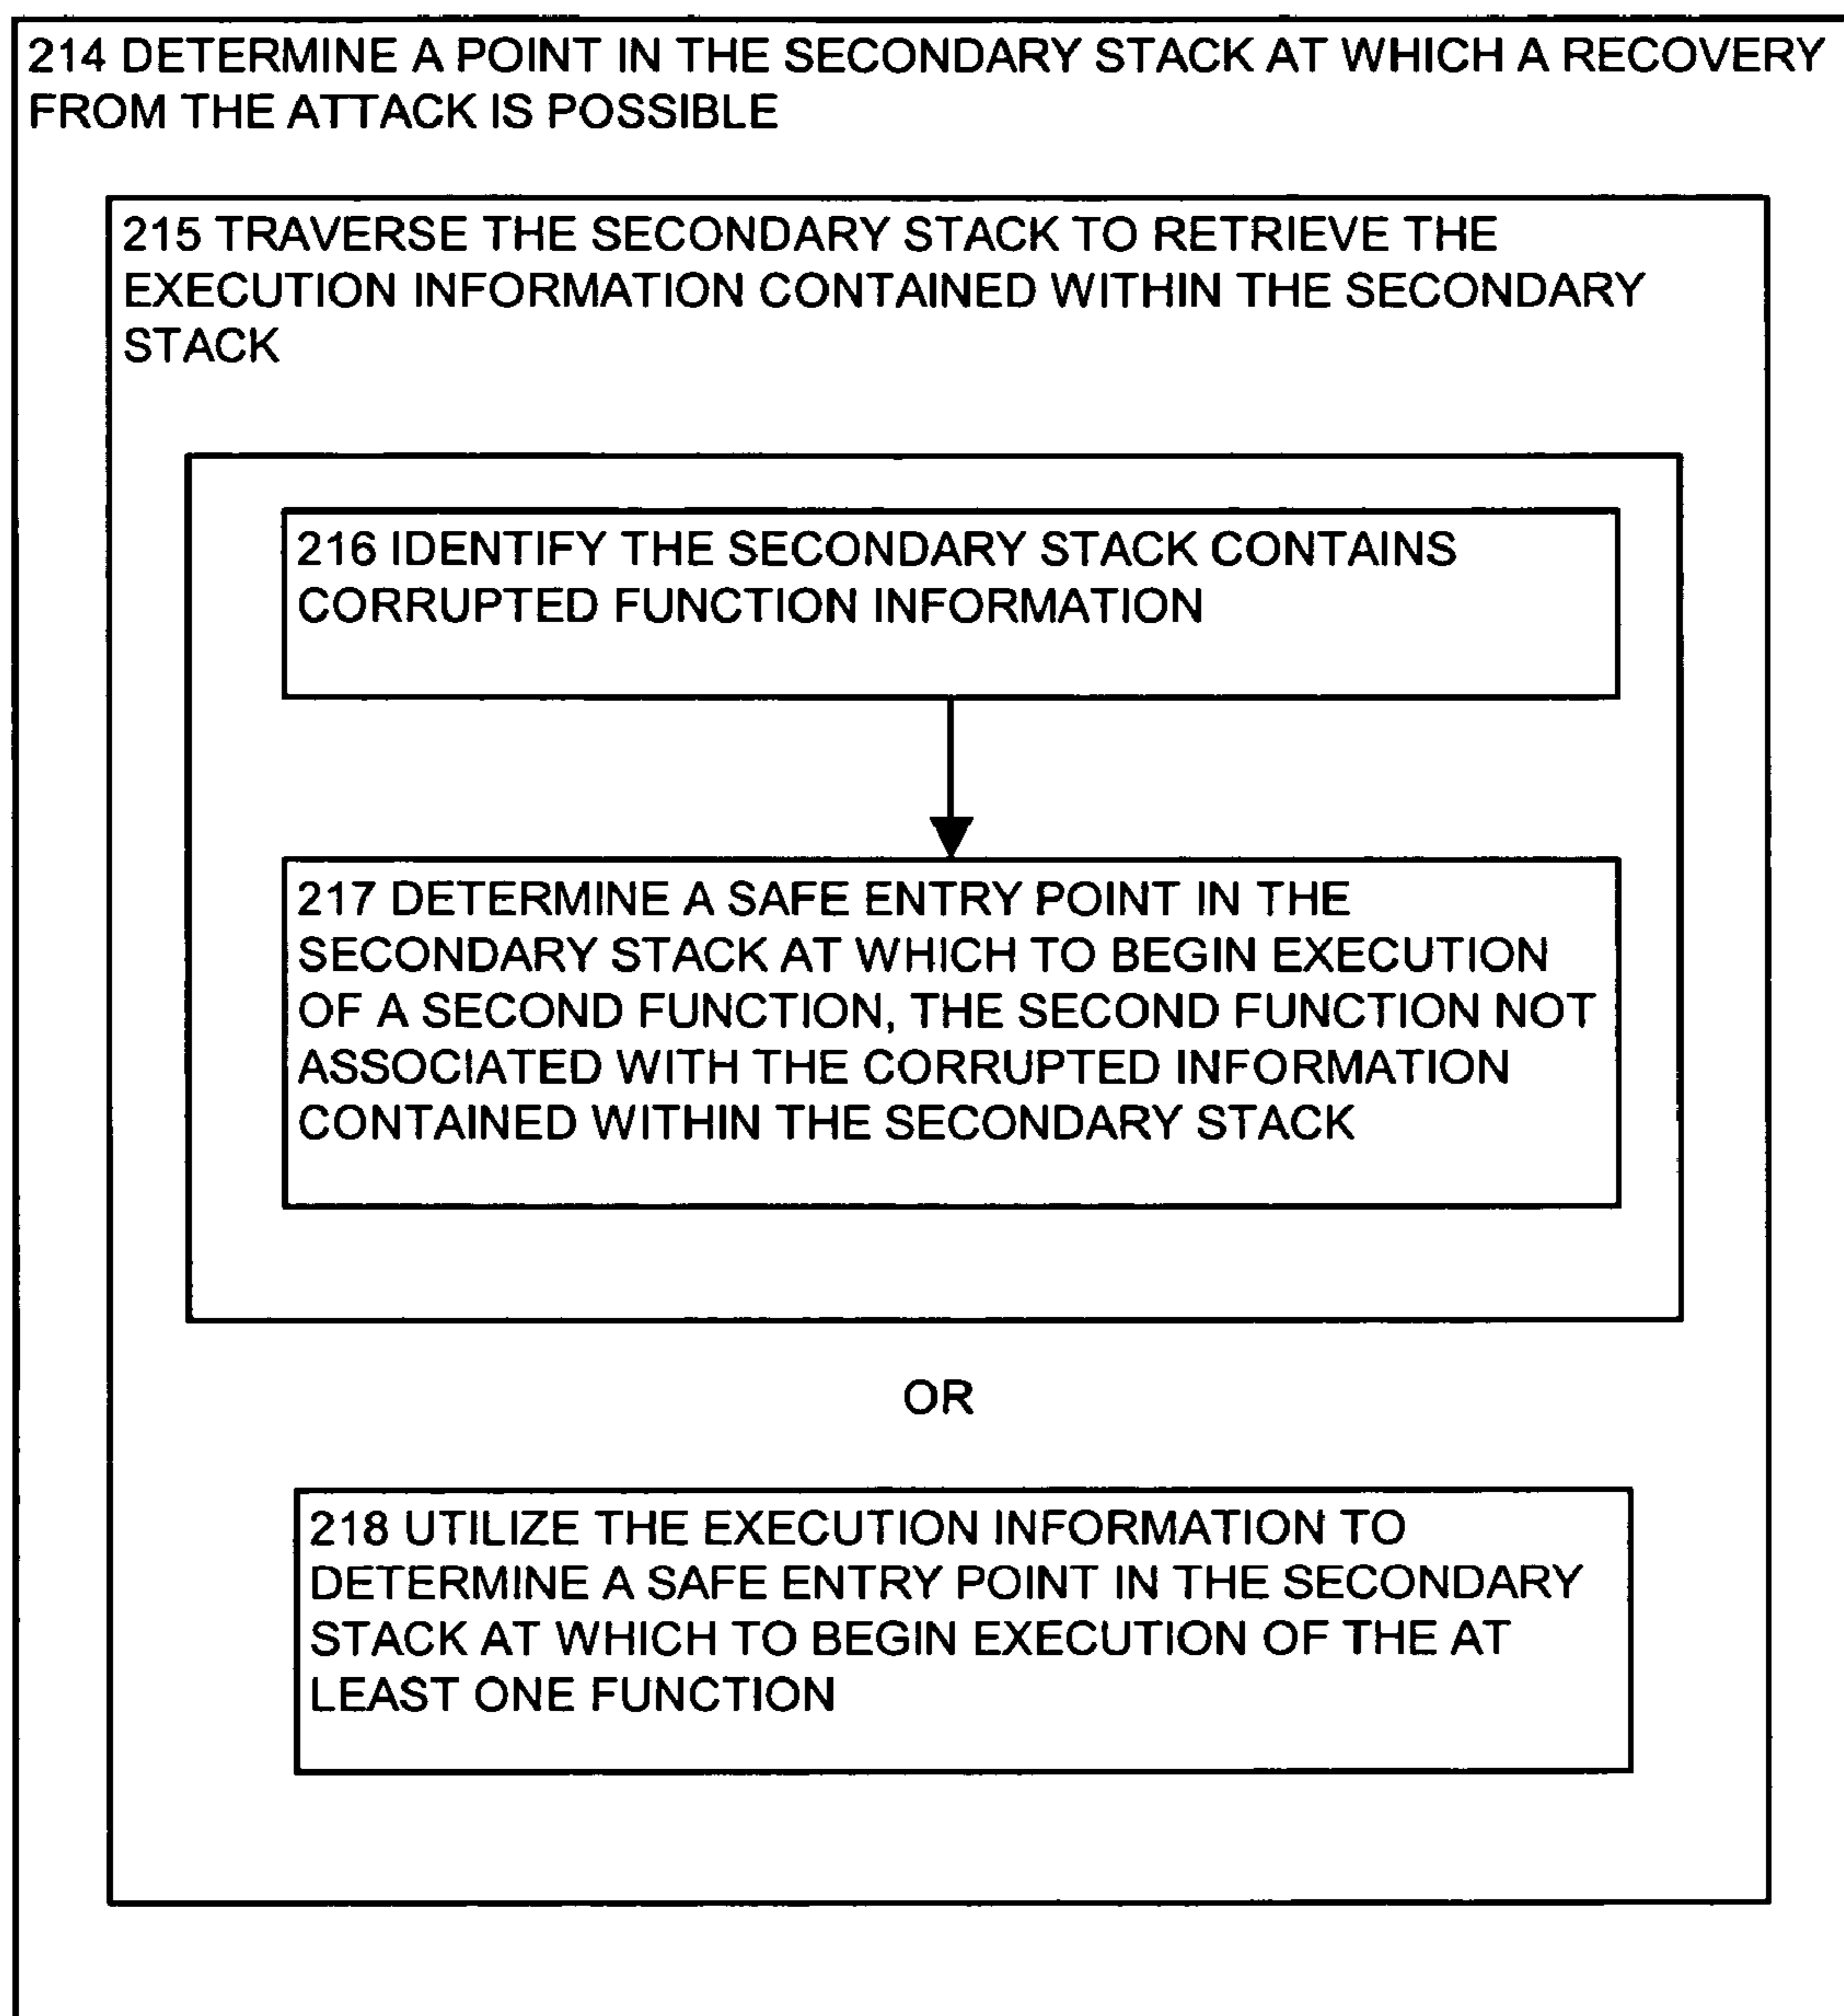 214 DETERMINE A POINT IN THE SECONDARY STACK AT WHICH A RECOVERY
FROM THE ATTACK IS POSSIBLE
215 TRAVERSE THE SECONDARY STACK TO RETRIEVE THE
EXECUTION INFORMATION CONTAINED WITHIN THE SECONDARY
STACK
216 IDENTIFY THE SECONDARY STACK CONTAINS
CORRUPTED FUNCTION INFORMATION
217 DETERMINE A SAFE ENTRY POINT IN THE
SECONDARY STACK AT WHICH TO BEGIN EXECUTION
OF A SECOND FUNCTION, THE SECOND FUNCTION NOT
ASSOCIATED WITH THE CORRUPTED INFORMATION
CONTAINED WITHIN THE SECONDARY STACK
OR
218 UTILIZE THE EXECUTION INFORMATION TO
DETERMINE A SAFE ENTRY POINT IN THE SECONDARY
STACK AT WHICH TO BEGIN EXECUTION OF THE AT
LEAST ONE FUNCTION